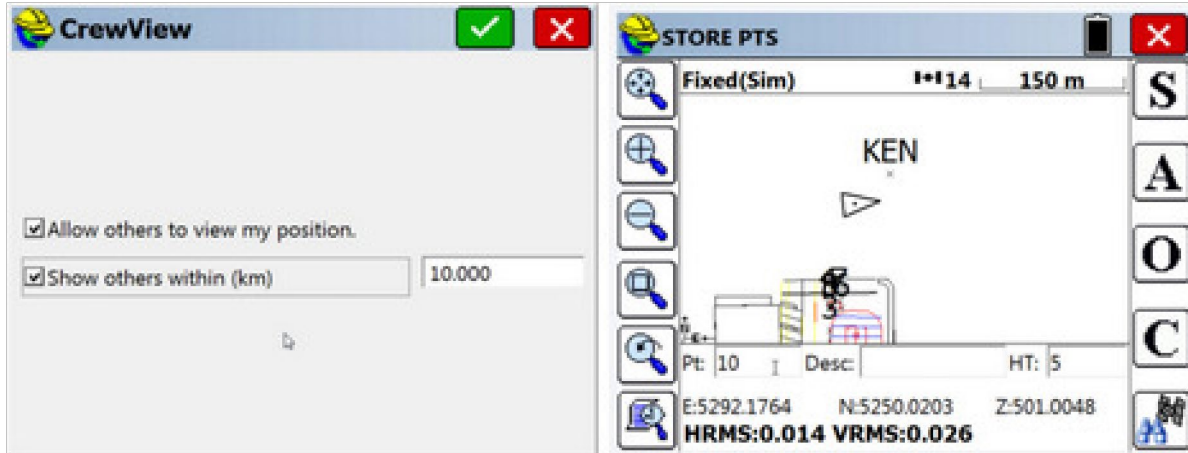 CrewView
Allow others to view my position.
Show others within (km) 10.000
STORE PTS
Fixed(Sim) 14 150 m
KEN
Pt: 10 Desc: HT: 5
E:5292.1764 N:5250.0203 Z:501.0048
HRMS:0.014 VRMS:0.026
S
A
O
C